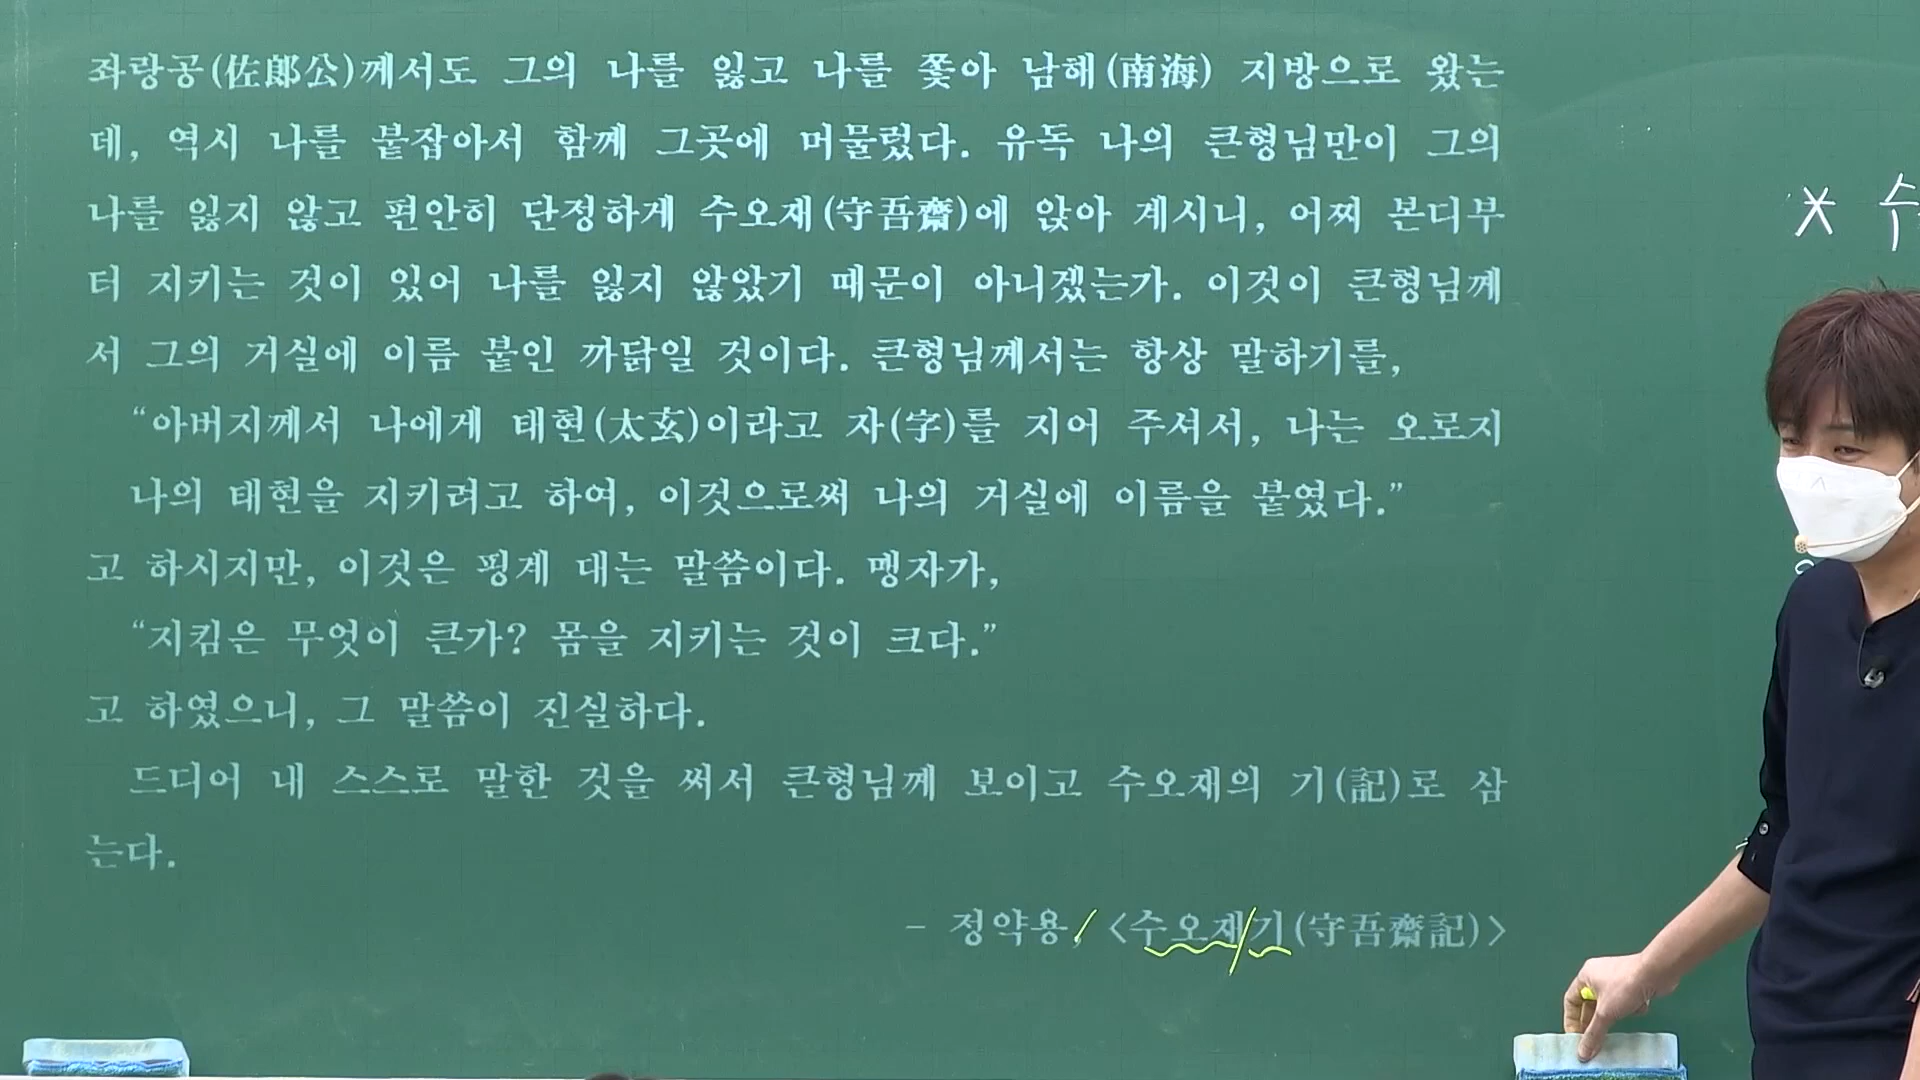 좌랑공(佐郞公)께서도 그의 나를 잃고 나를 쫓아 남해(南海) 지방으로 왔는
데, 역시 나를 붙잡아서 함께 그곳에 머물렀다. 유독 나의 큰형님만이 그의
나를 잃지 않고 편안히 단정하게 수오재(守吾齋)에 앉아 계시니, 어찌 본디부
터 지키는 것이 있어 나를 잃지 않았기 때문이 아니겠는가. 이것이 큰형님께
서 그의 거실에 이름 붙인 까닭일 것이다. 큰형님께서는 항상 말하기를,
“아버지께서 나에게 태현(太玄)이라고 자(字)를 지어 주셔서, 나는 오로지
나의 태현을 지키려고 하여, 이것으로써 나의 거실에 이름을 붙였다.”
고 하시지만, 이것은 핑계 대는 말씀이다. 맹자가,
“지킴은 무엇이 큰가? 몸을 지키는 것이 크다.”
고 하였으니, 그 말씀이 진실하다.
드디어 내 스스로 말한 것을 써서 큰형님께 보이고 수오재의 기(記)로 삼
는다.
- 정약용, <수오재기(守吾齋記)>